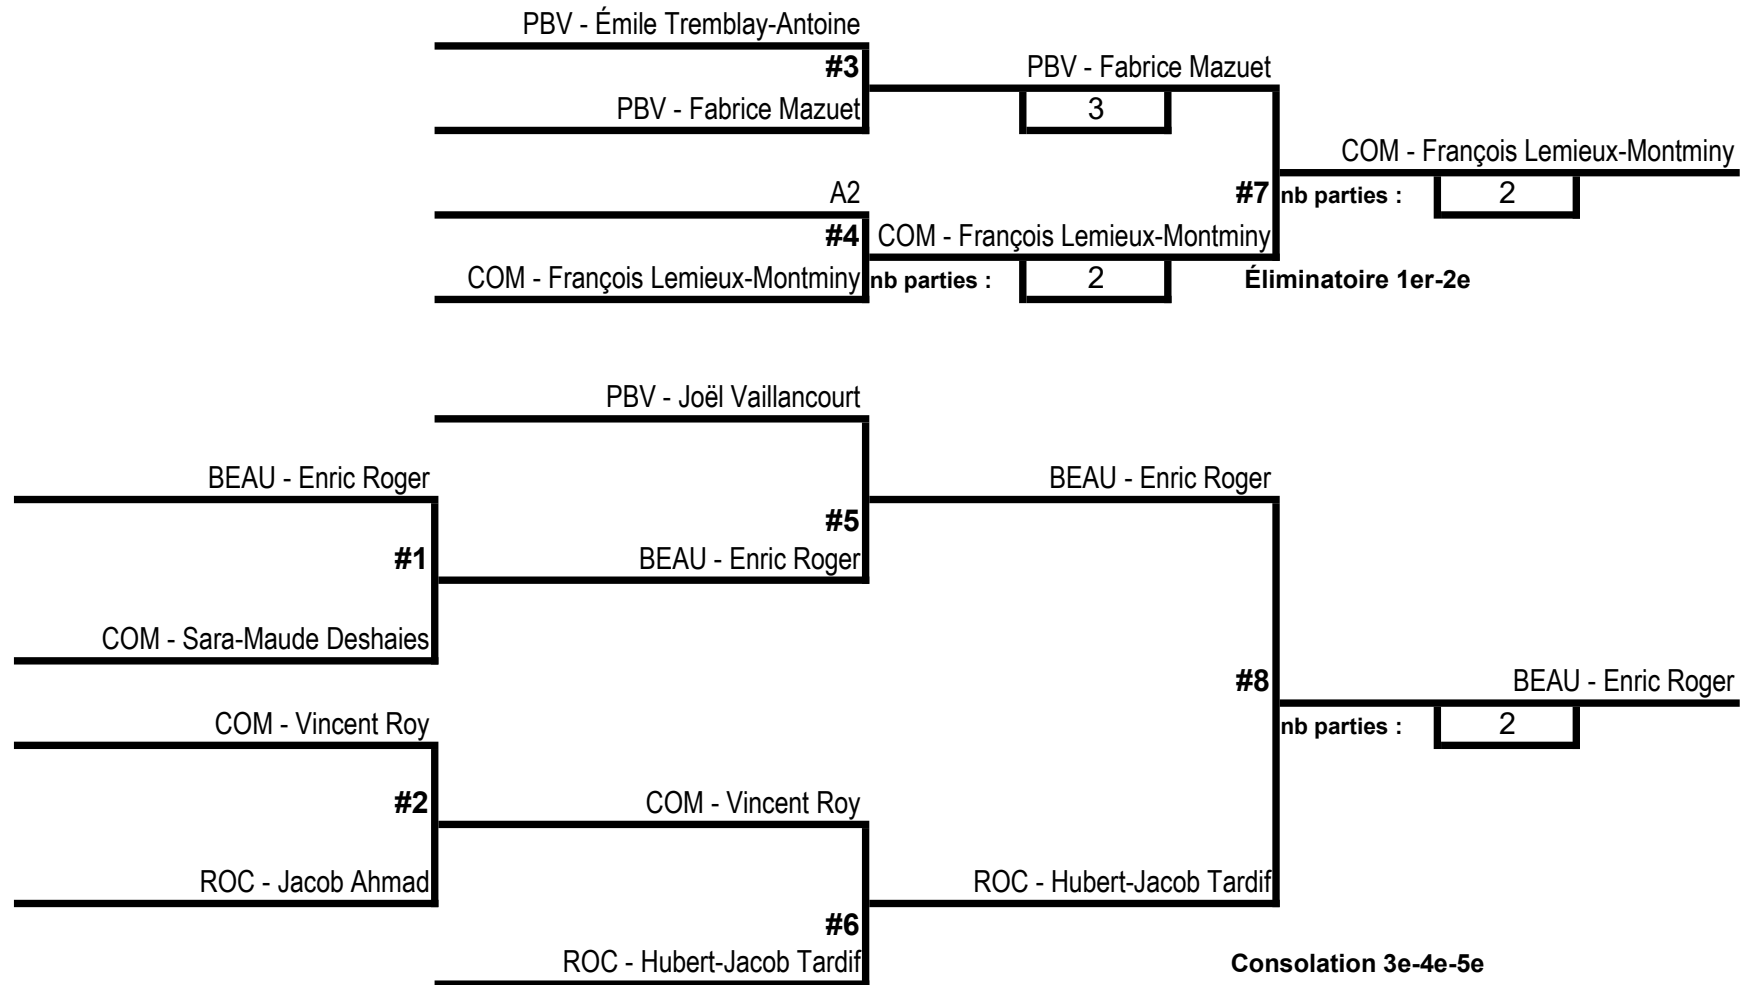 PBV - Émile Tremblay-Antoine
#3
PBV - Fabrice Mazuet
PBV - Fabrice Mazuet
3
COM - François Lemieux-Montminy
A2
#7
nb parties :
2
#4
COM - François Lemieux-Montminy
COM - François Lemieux-Montminy
nb parties :
2
Éliminatoire 1er-2e
PBV - Joël Vaillancourt
BEAU - Enric Roger
BEAU - Enric Roger
#5
#1
BEAU - Enric Roger
COM - Sara-Maude Deshaies
#8
BEAU - Enric Roger
COM - Vincent Roy
nb parties :
2
#2
COM - Vincent Roy
ROC - Jacob Ahmad
ROC - Hubert-Jacob Tardif
#6
ROC - Hubert-Jacob Tardif
Consolation 3e-4e-5e